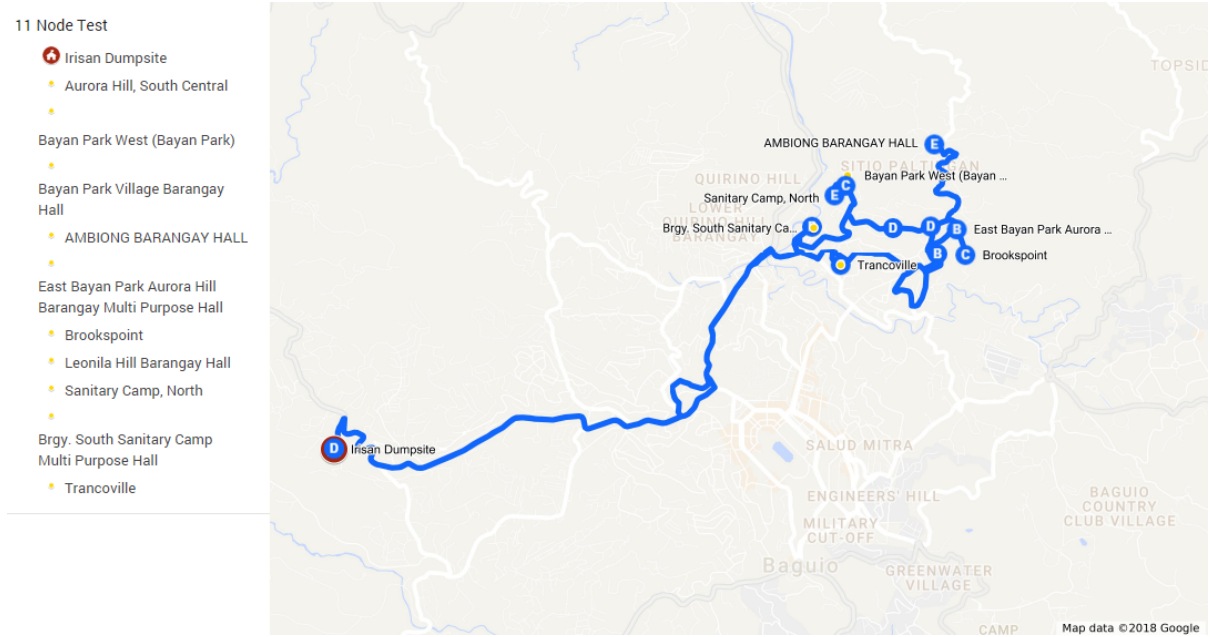 11 Node Test
Irisan Dumpsite
Aurora Hill, South Central
Bayan Park West (Bayan Park)
Bayan Park Village Barangay
Hall
AMBIONG BARANGAY HALL
East Bayan Park Aurora Hill
Barangay Multi Purpose Hall
Brookspoint
Leonila Hill Barangay Hall
Sanitary Camp, North
Brgy. South Sanitary Camp
Multi Purpose Hall
Trancoville
TOPSIDE
AMBIONG BARANGAY HALL
E
SITIO PALTINGAN
QUIRINO HILL
Bayan Park West (Bayan ...
C
Sanitary Camp, North
E
LOWER
QUIRINO HILL
BARANGAY
Brgy. South Sanitary Ca...
D
D
B
East Bayan Park Aurora ...
B
C
Brookspoint
Trancoville
D
Irisan Dumpsite
SALUD MITRA
ENGINEERS' HILL
MILITARY
CUT-OFF
BAGUIO
COUNTRY
CLUB VILLAGE
Baguio
GREENWATER
VILLAGE
CAMP
Map data ©2018 Google